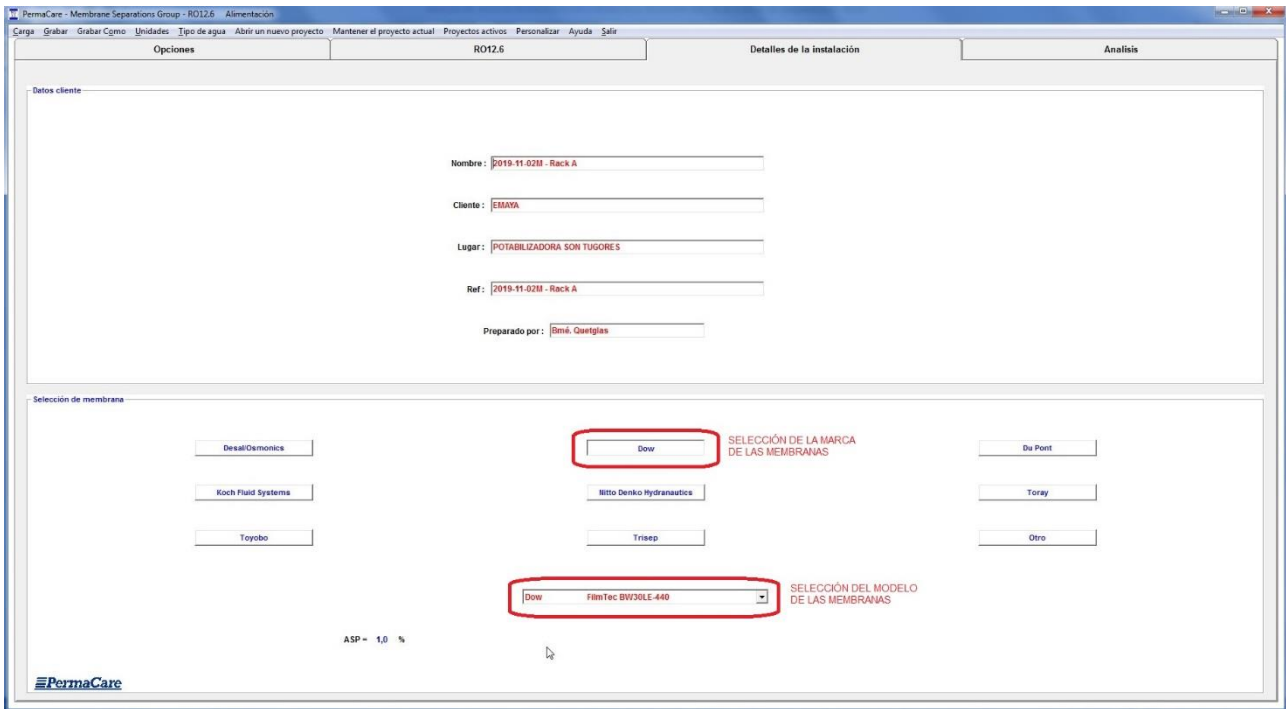 PermaCare - Membrane Separations Group - RO12.6 Alimentación
Carga Grabar Grabar Como Unidades Tipo de agua Abrir un nuevo proyecto Mantener el proyecto actual Proyectos activos Personalizar Ayuda Salir
Opciones RO12.6 Detalles de la instalación Analisis
Datos cliente
Nombre : 2019-11-02M - Rack A
Cliente : EMAYA
Lugar : POTABILIZADORA SON TUGORES
Ref : 2019-11-02M - Rack A
Preparado por : Bmé. Quetglas
Selección de membrana
Desal/Osmonics Dow Du Pont
SELECCIÓN DE LA MARCA
DE LAS MEMBRANAS
Koch Fluid Systems Nitto Denko Hydranautics Toray
Toyobo Trisep Otro
Dow FilmTec BW30LE-440
SELECCIÓN DEL MODELO
DE LAS MEMBRANAS
ASP = 1,0 %
PermaCare